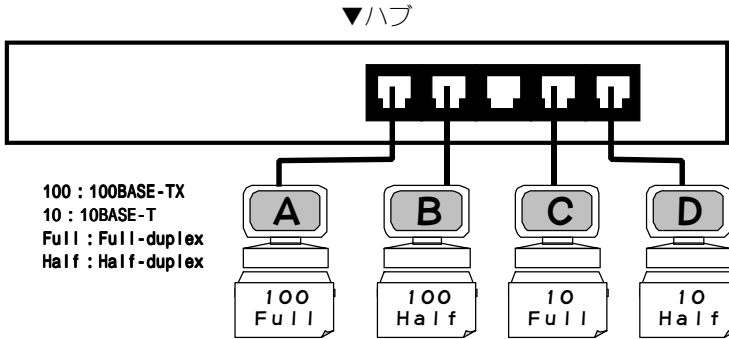 ▼ハブ
100：100BASE-TX
10：10BASE-T
Full：Full-duplex
Half：Half-duplex
A
B
C
D
100
Full
100
Half
10
Full
10
Half